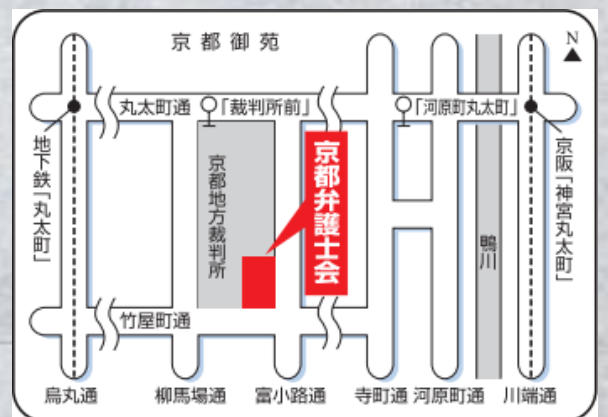 京都御苑
N
丸太町通
「裁判所前」
「河原町丸太町」
地下鉄「丸太町」
京都地方裁判所
京都弁護士会
鴨川
京阪「神宮丸太町」
竹屋町通
烏丸通
柳馬場通
富小路通
寺町通
河原町通
川端通